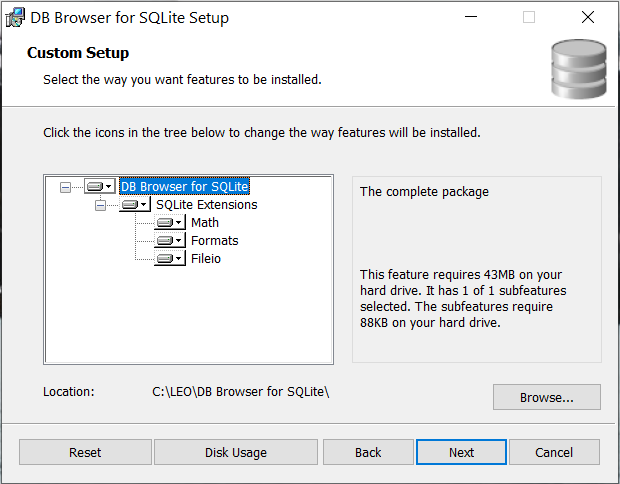 DB Browser for SQLite Setup
Custom Setup
Select the way you want features to be installed.
Click the icons in the tree below to change the way features will be installed.
DB Browser for SQLite
SQLite Extensions
Math
Formats
Fileio
The complete package
This feature requires 43MB on your
hard drive. It has 1 of 1 subfeatures
selected. The subfeatures require
88KB on your hard drive.
Location:
C:\LEO\DB Browser for SQLite\
Browse...
Reset
Disk Usage
Back
Next
Cancel